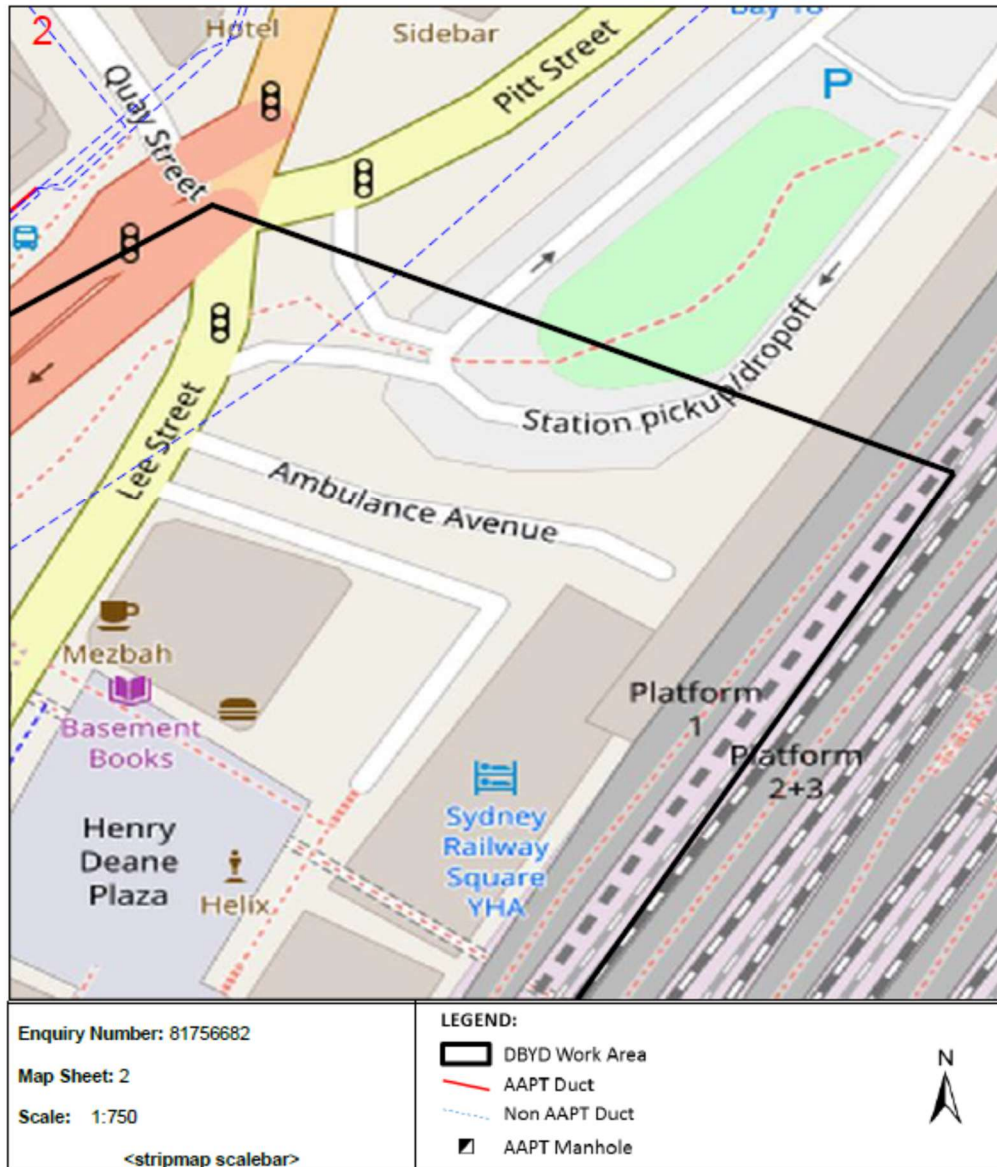 2
Hotel
Sidebar
Bay 18
Pitt Street
P
Quay Street
Station pickup/dropoff
Lee Street
Ambulance Avenue
Mezbah
Basement
Books
Platform
1
Platform
2+3
Henry
Deane
Plaza
Helix
Sydney
Railway
Square
YHA
Enquiry Number: 81756682
Map Sheet: 2
Scale: 1:750
<stripmap scalebar>
LEGEND:
DBYD Work Area
AAPT Duct
Non AAPT Duct
AAPT Manhole
N